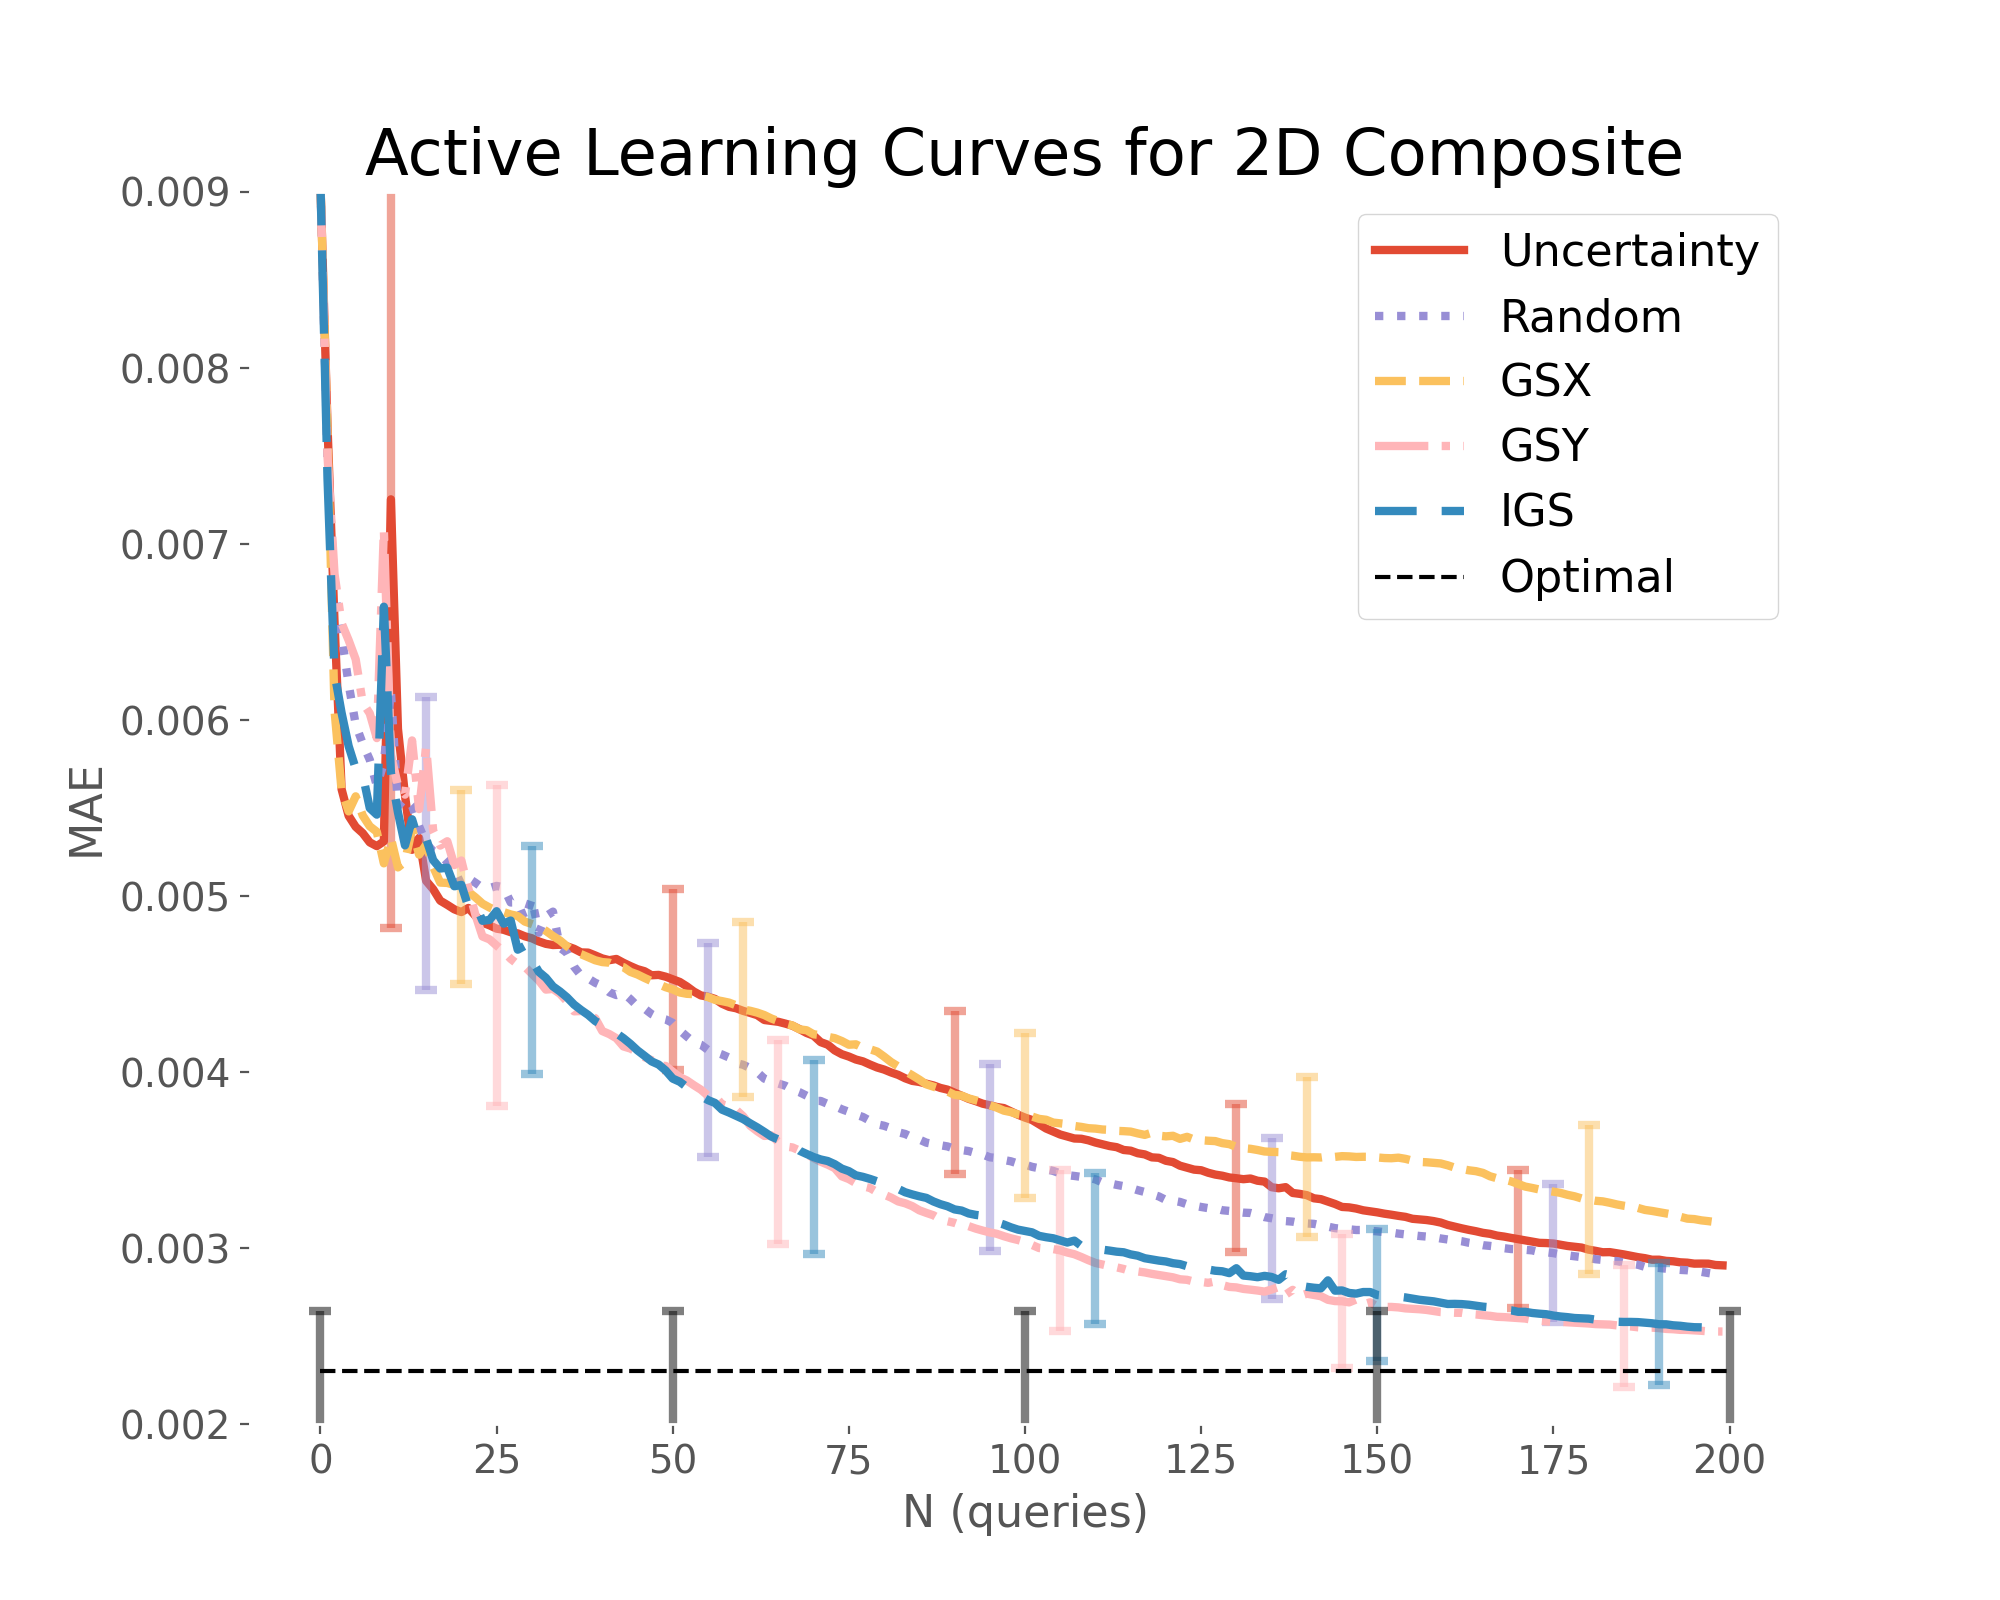 Active Learning Curves for 2D Composite
0.009
0.008
0.007
0.006
0.005
0.004
0.003
0.002
MAE
Uncertainty
Random
GSX
GSY
IGS
Optimal
0 25 50 75 100 125 150 175 200
N (queries)